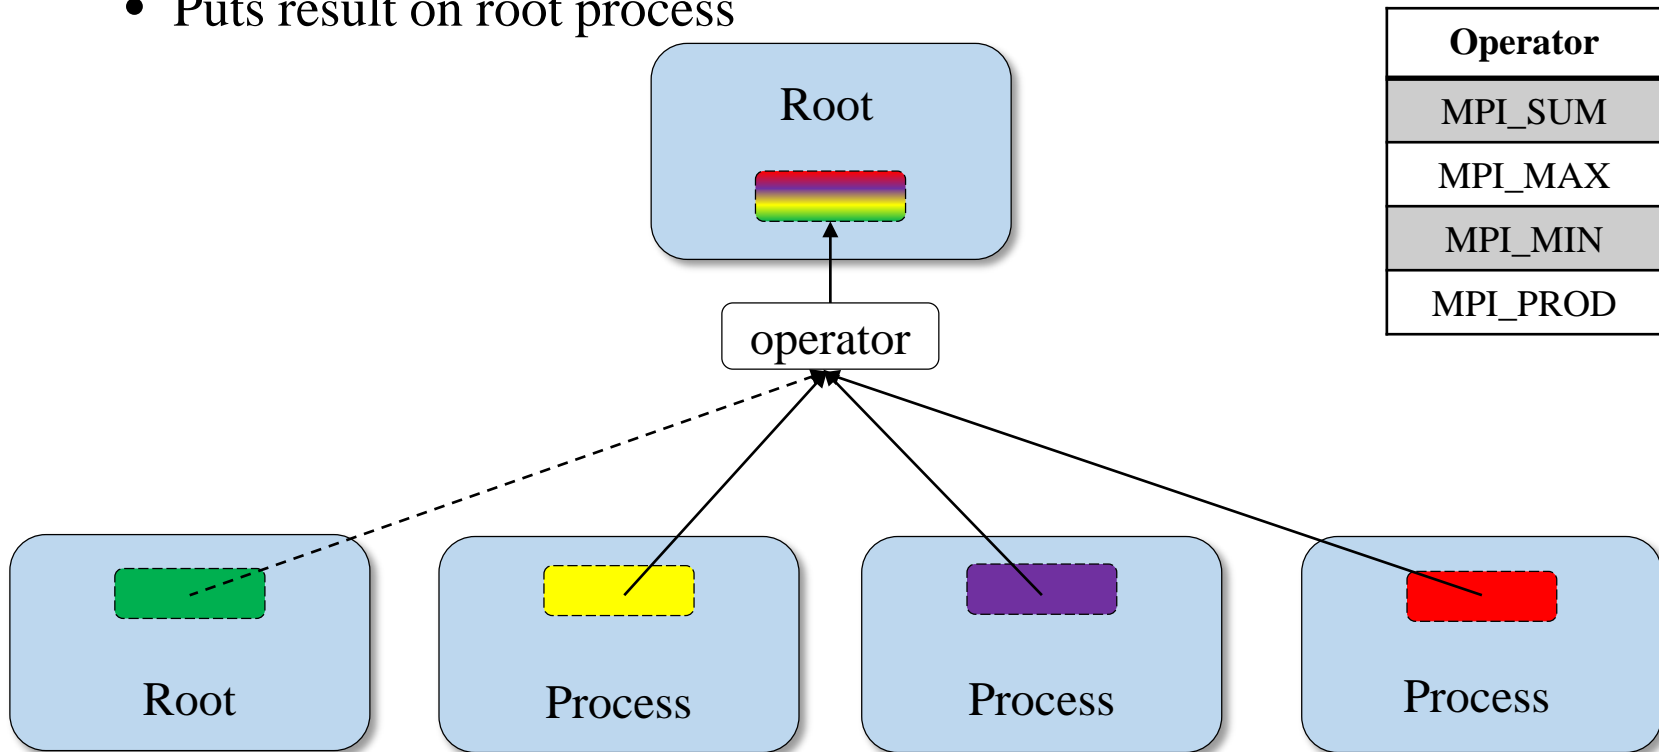 • Puts result on root process
Operator
MPI_SUM
MPI_MAX
MPI_MIN
MPI_PROD
Root
operator
Root
Process
Process
Process